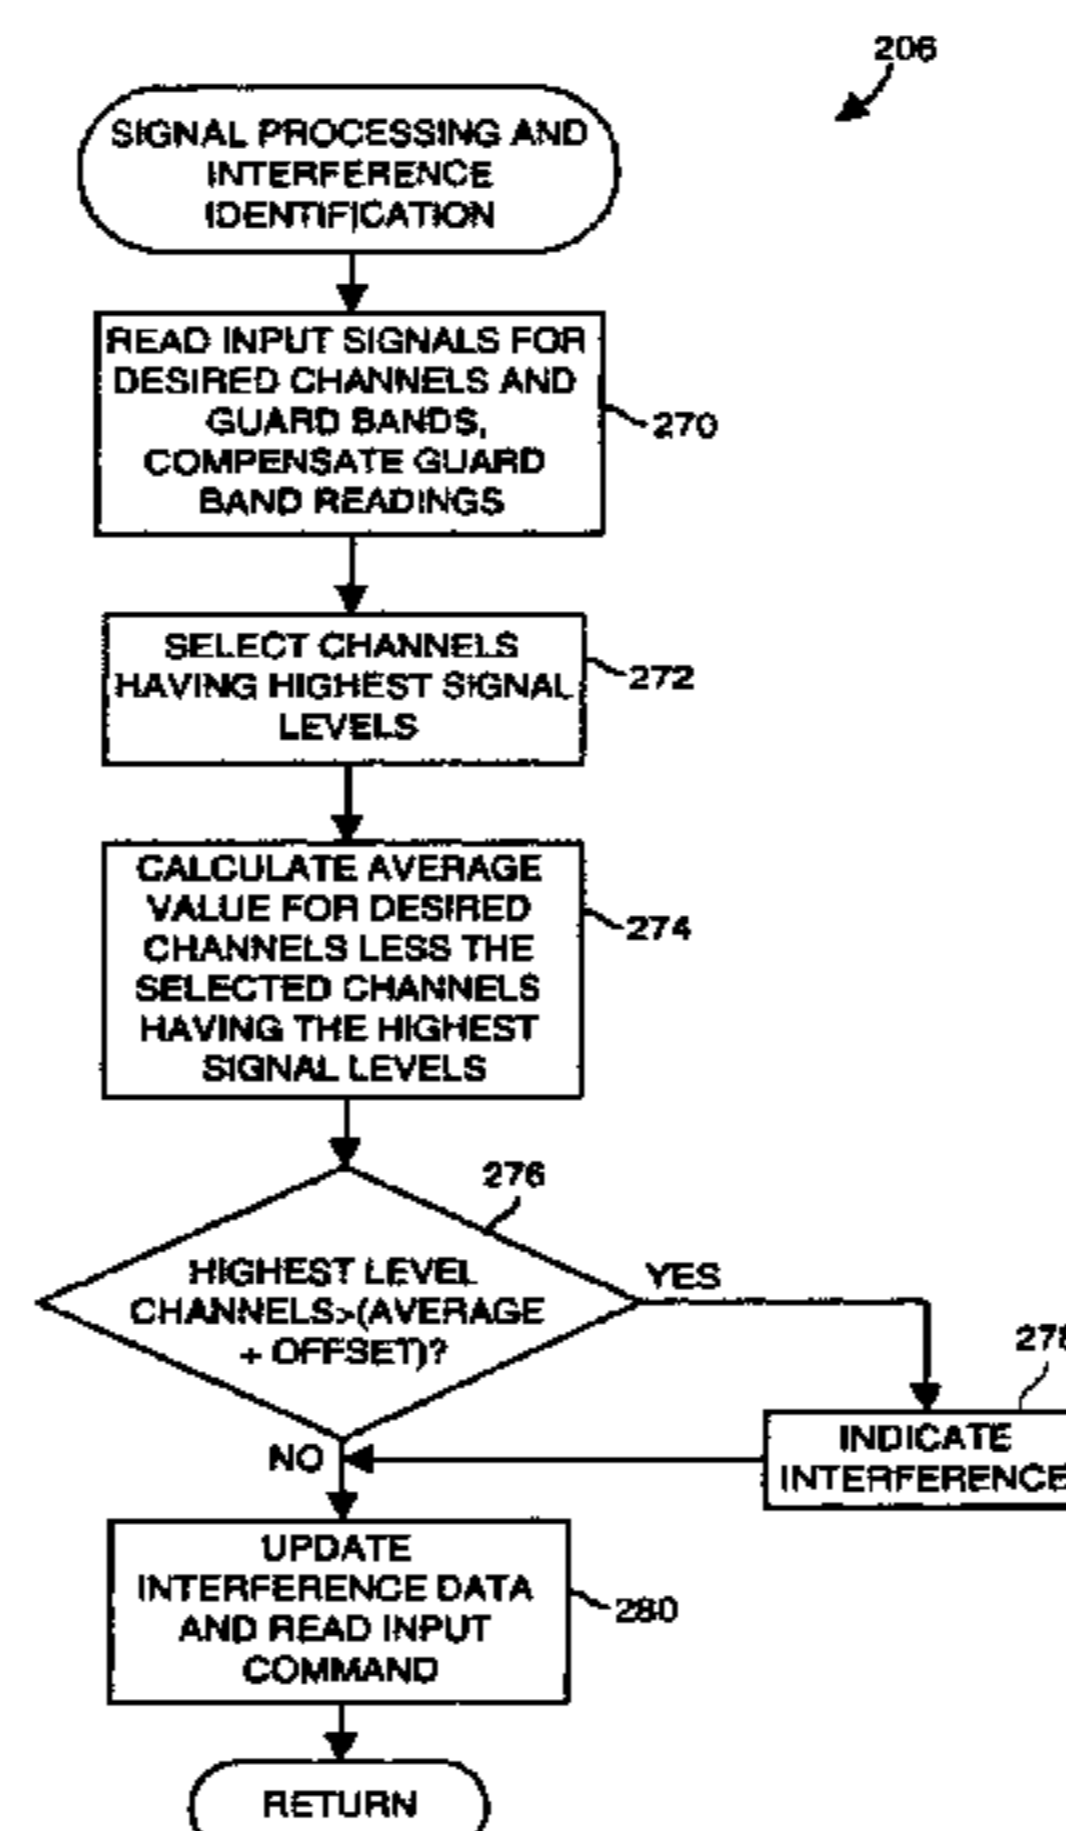 206
SIGNAL PROCESSING AND
INTERFERENCE
IDENTIFICATION
READ INPUT SIGNALS FOR
DESIRED CHANNELS AND
GUARD BANDS,
COMPENSATE GUARD
BAND READINGS
270
SELECT CHANNELS
HAVING HIGHEST SIGNAL
LEVELS
272
CALCULATE AVERAGE
VALUE FOR DESIRED
CHANNELS LESS THE
SELECTED CHANNELS
HAVING THE HIGHEST
SIGNAL LEVELS
274
276
HIGHEST LEVEL
CHANNELS>(AVERAGE
+ OFFSET)?
YES
278
INDICATE
INTERFERENCE
NO
UPDATE
INTERFERENCE DATA
AND READ INPUT
COMMAND
280
RETURN